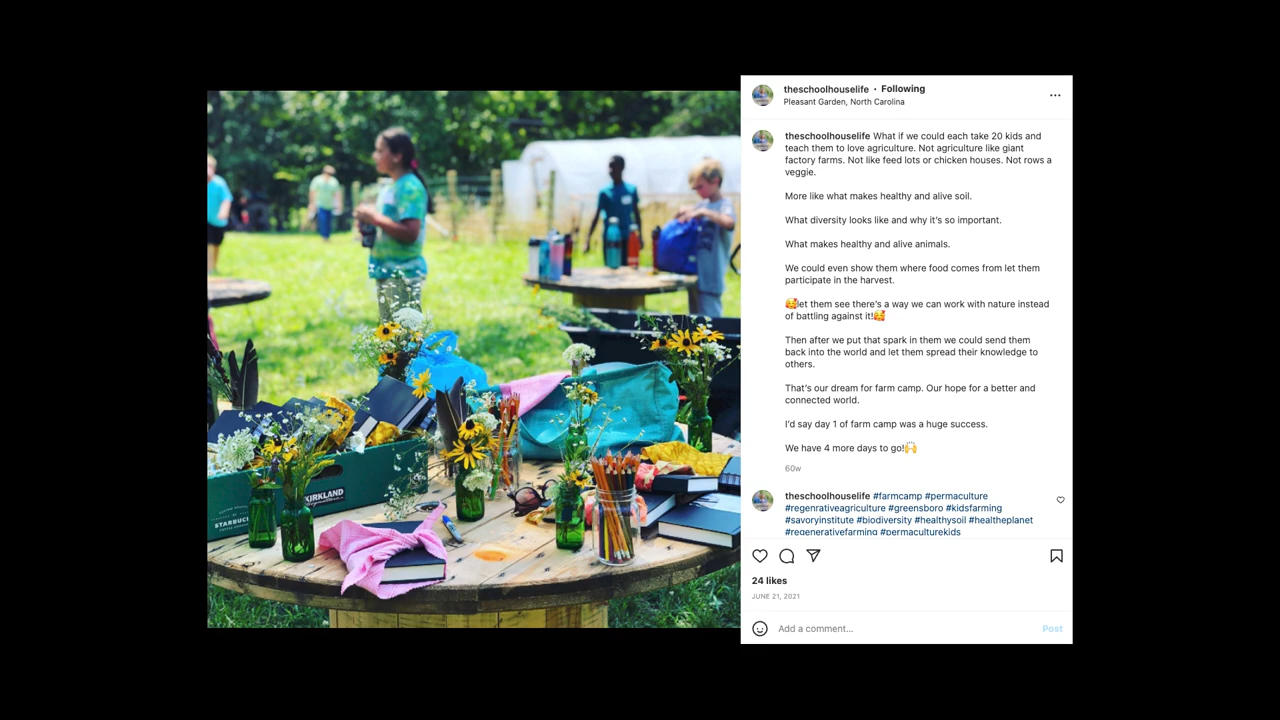 theschoolhouselife • Following
Pleasant Garden, North Carolina
theschoolhouselife What if we could each take 20 kids and
teach them to love agriculture. Not agriculture like giant
factory farms. Not like feed lots or chicken houses. Not rows a
veggie.
More like what makes healthy and alive soil.
What diversity looks like and why it's so important.
What makes healthy and alive animals.
We could even show them where food comes from let them
participate in the harvest.
🥰let them see there's a way we can work with nature instead
of battling against it!🥰
Then after we put that spark in them we could send them
back into the world and let them spread their knowledge to
others.
That's our dream for farm camp. Our hope for a better and
connected world.
I'd say day 1 of farm camp was a huge success.
We have 4 more days to go!🙌
60w
theschoolhouselife #farmcamp #permaculture
#regenrativeagriculture #greensboro #kidsfarming
#savoryinstitute #biodiversity #healthysoil #healtheplanet
#regenerativefarming #permaculturekids
24 likes
JUNE 21, 2021
Add a comment... Post
KIRKLAND
STARBUC